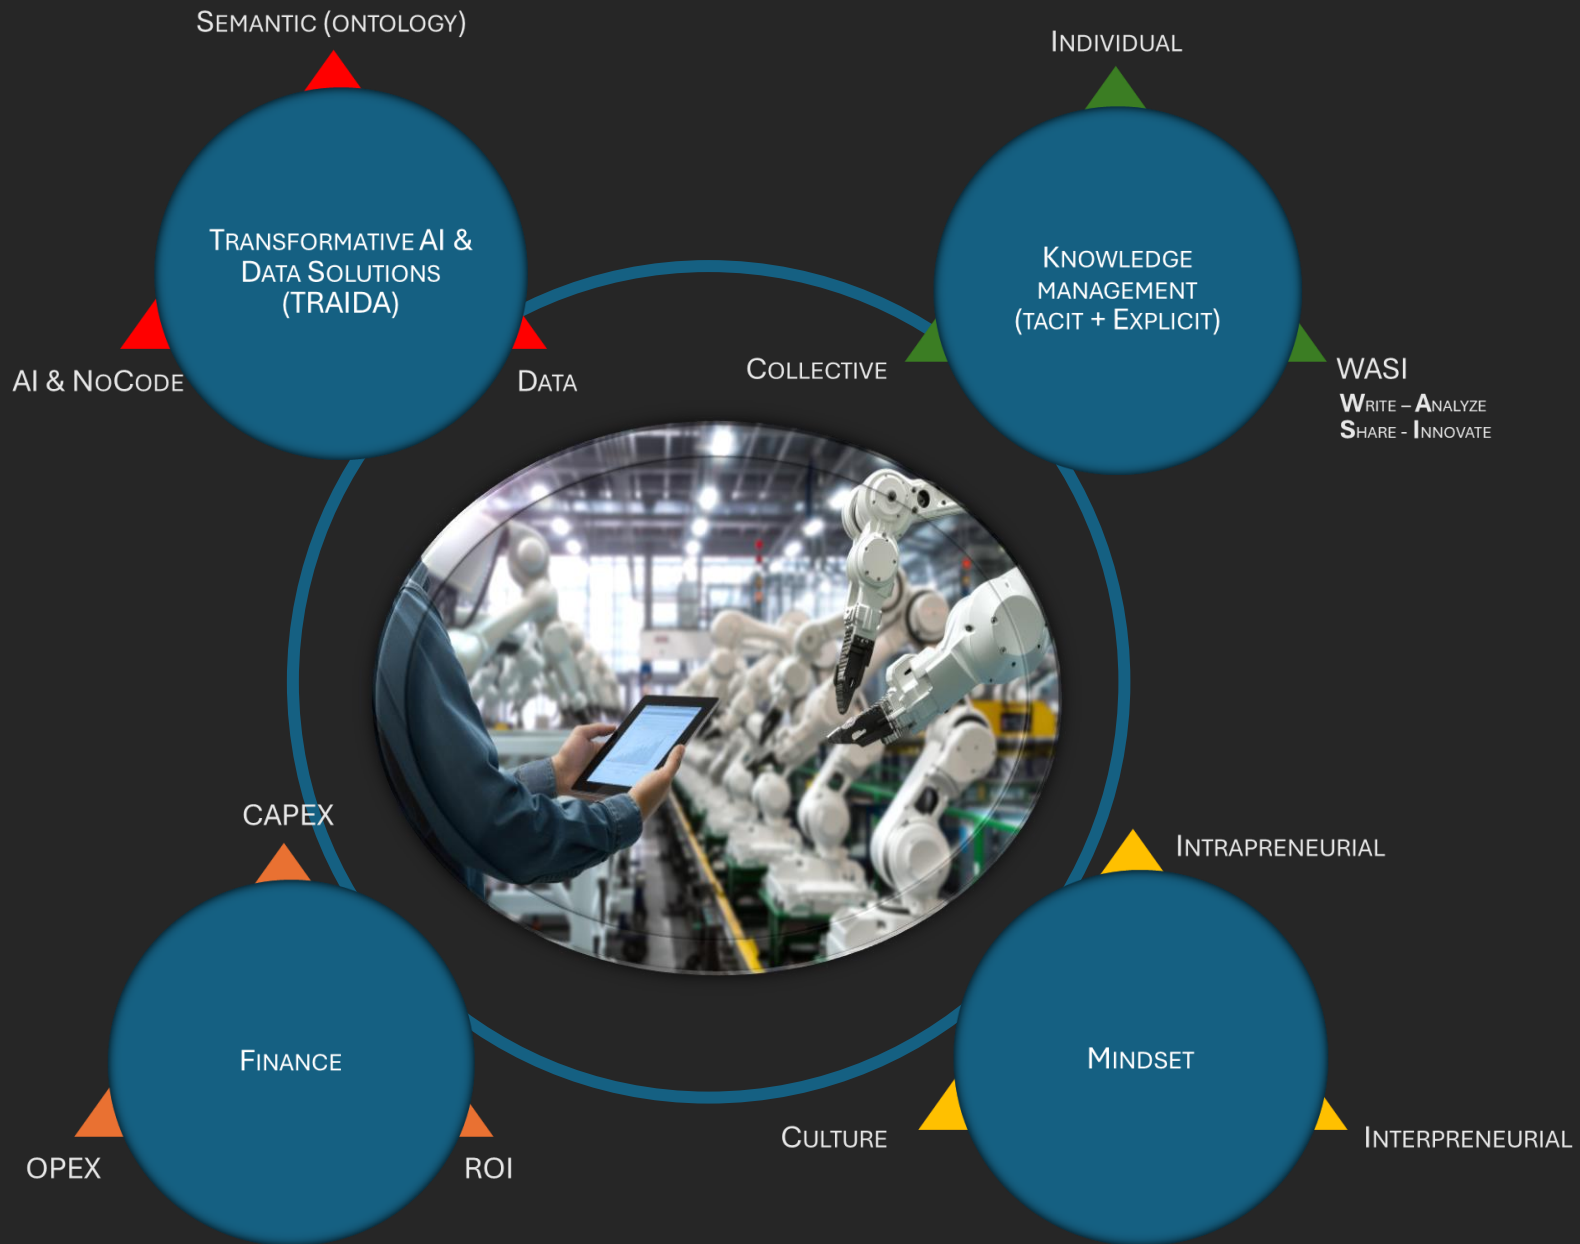 SEMANTIC (ONTOLOGY)
INDIVIDUAL
TRANSFORMATIVE AI &
DATA SOLUTIONS
(TRAIDA)
KNOWLEDGE
MANAGEMENT
(TACIT + EXPLICIT)
AI & NOCODE
DATA
COLLECTIVE
WASI
WRITE – ANALYZE
SHARE - INNOVATE
CAPEX
INTRAPRENEURIAL
FINANCE
MINDSET
OPEX
ROI
CULTURE
INTERPRENEURIAL